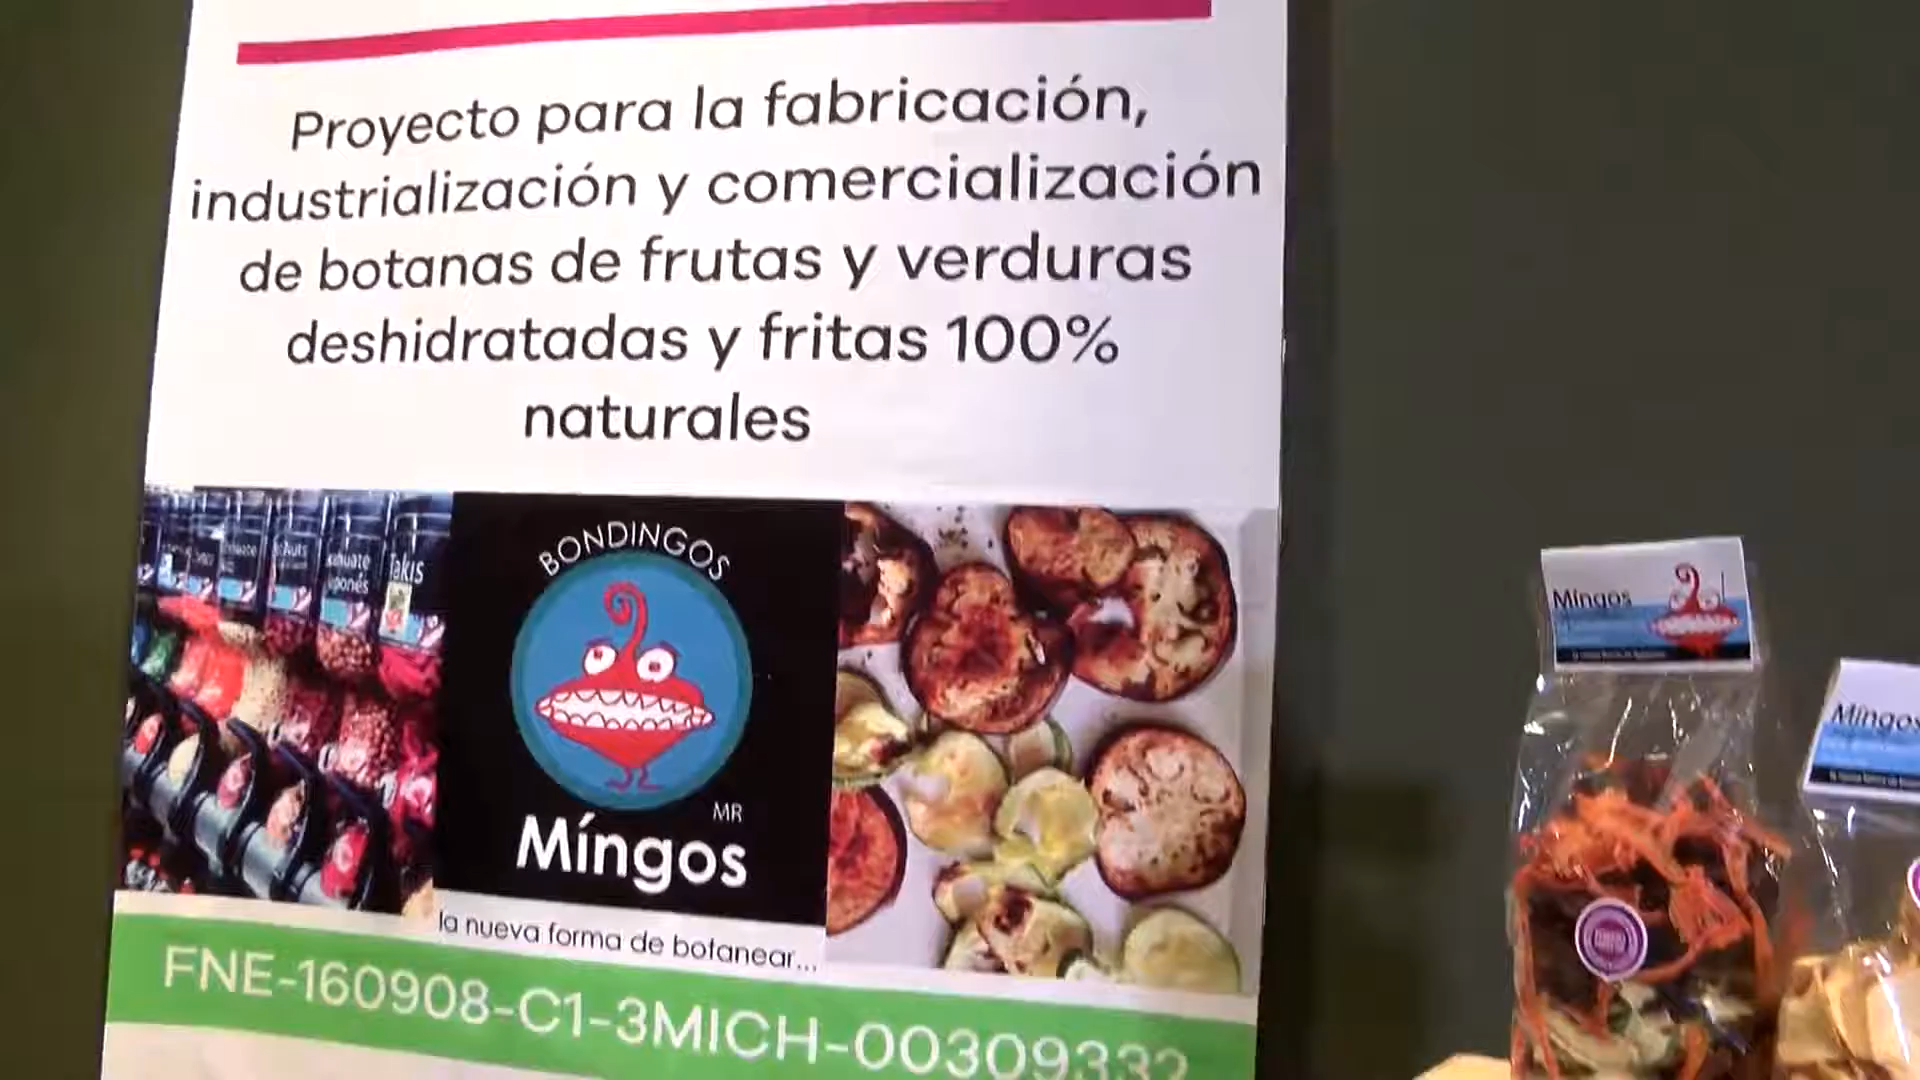 Proyecto para la fabricación,
industrialización y comercialización
de botanas de frutas y verduras
deshidratadas y fritas 100%
naturales
BONDINGOS
MR
Míngos
la nueva forma de botanear...
FNE-160908-C1-3MICH-00309332
Takis
Míngos
Míngos